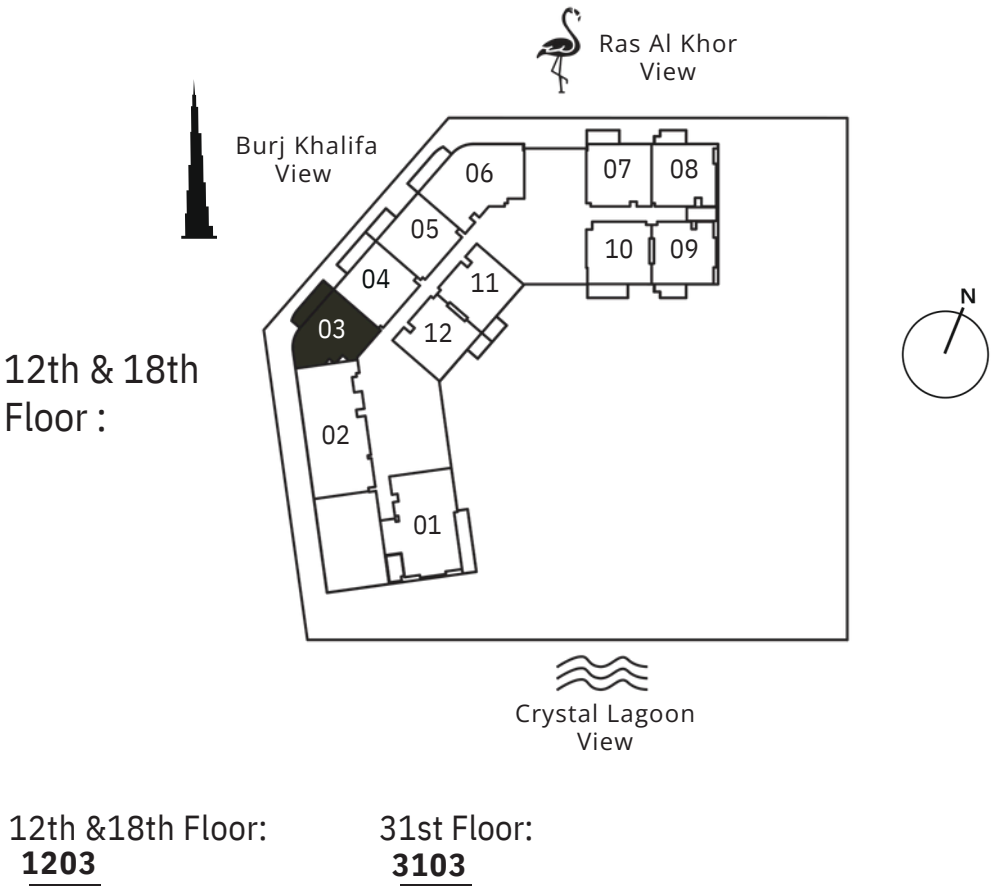 Ras Al Khor
View
Burj Khalifa
View
06
07
08
05
10
09
04
11
03
12
N
12th & 18th
Floor :
02
01
Crystal Lagoon
View
12th &18th Floor:
1203
31st Floor:
3103